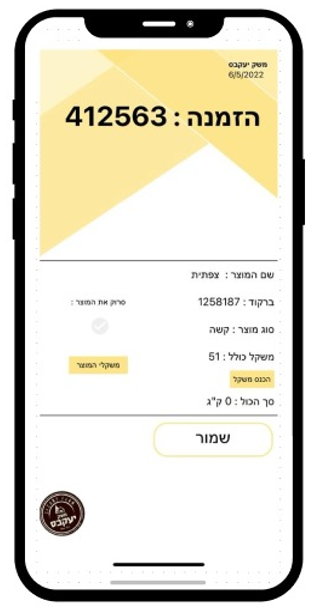 משק יעקבס
6/5/2022
הזמנה : 412563
שם המוצר : צפתית
ברקוד : 1258187
סרוק את המוצר :
סוג מוצר : קשה
משקל כולל : 51
משקלי המוצר
הכנס משקל
סך הכול : 0 ק"ג
שמור
משק
יעקבס